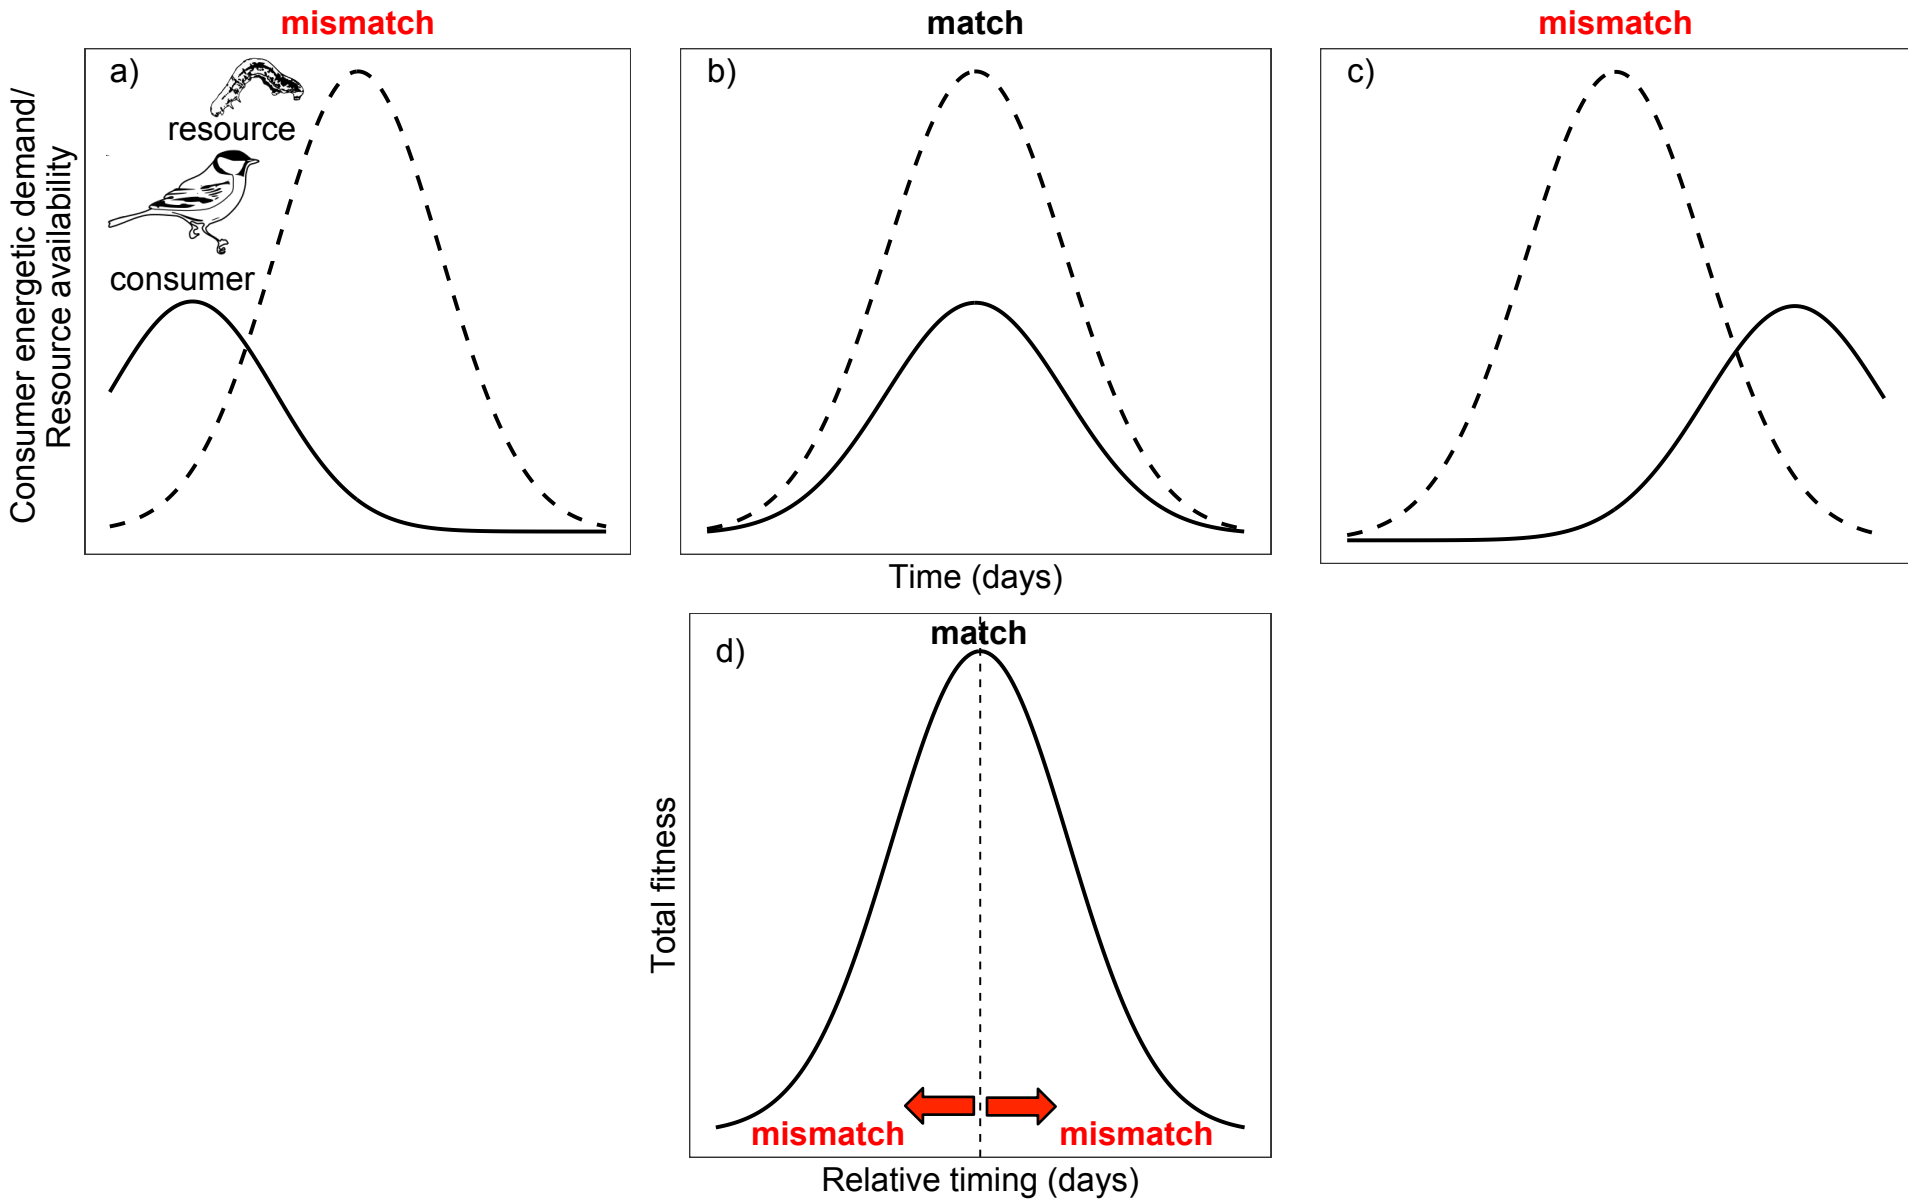 mismatch
match
mismatch
a)
b)
c)
resource
consumer
Consumer energetic demand/
Resource availability
Time (days)
match
d)
Total fitness
mismatch
mismatch
Relative timing (days)